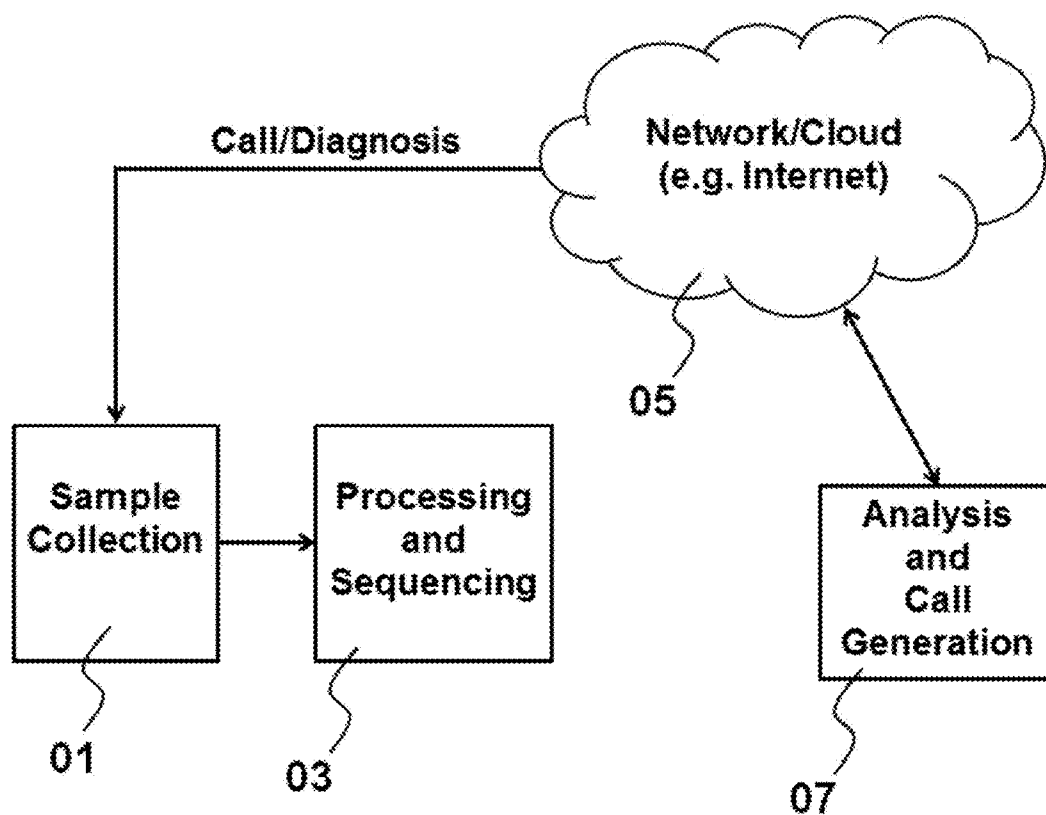 Call/Diagnosis
Network/Cloud
(e.g. Internet)
05
Sample
Collection
Processing
and
Sequencing
Analysis
and
Call
Generation
01
03
07